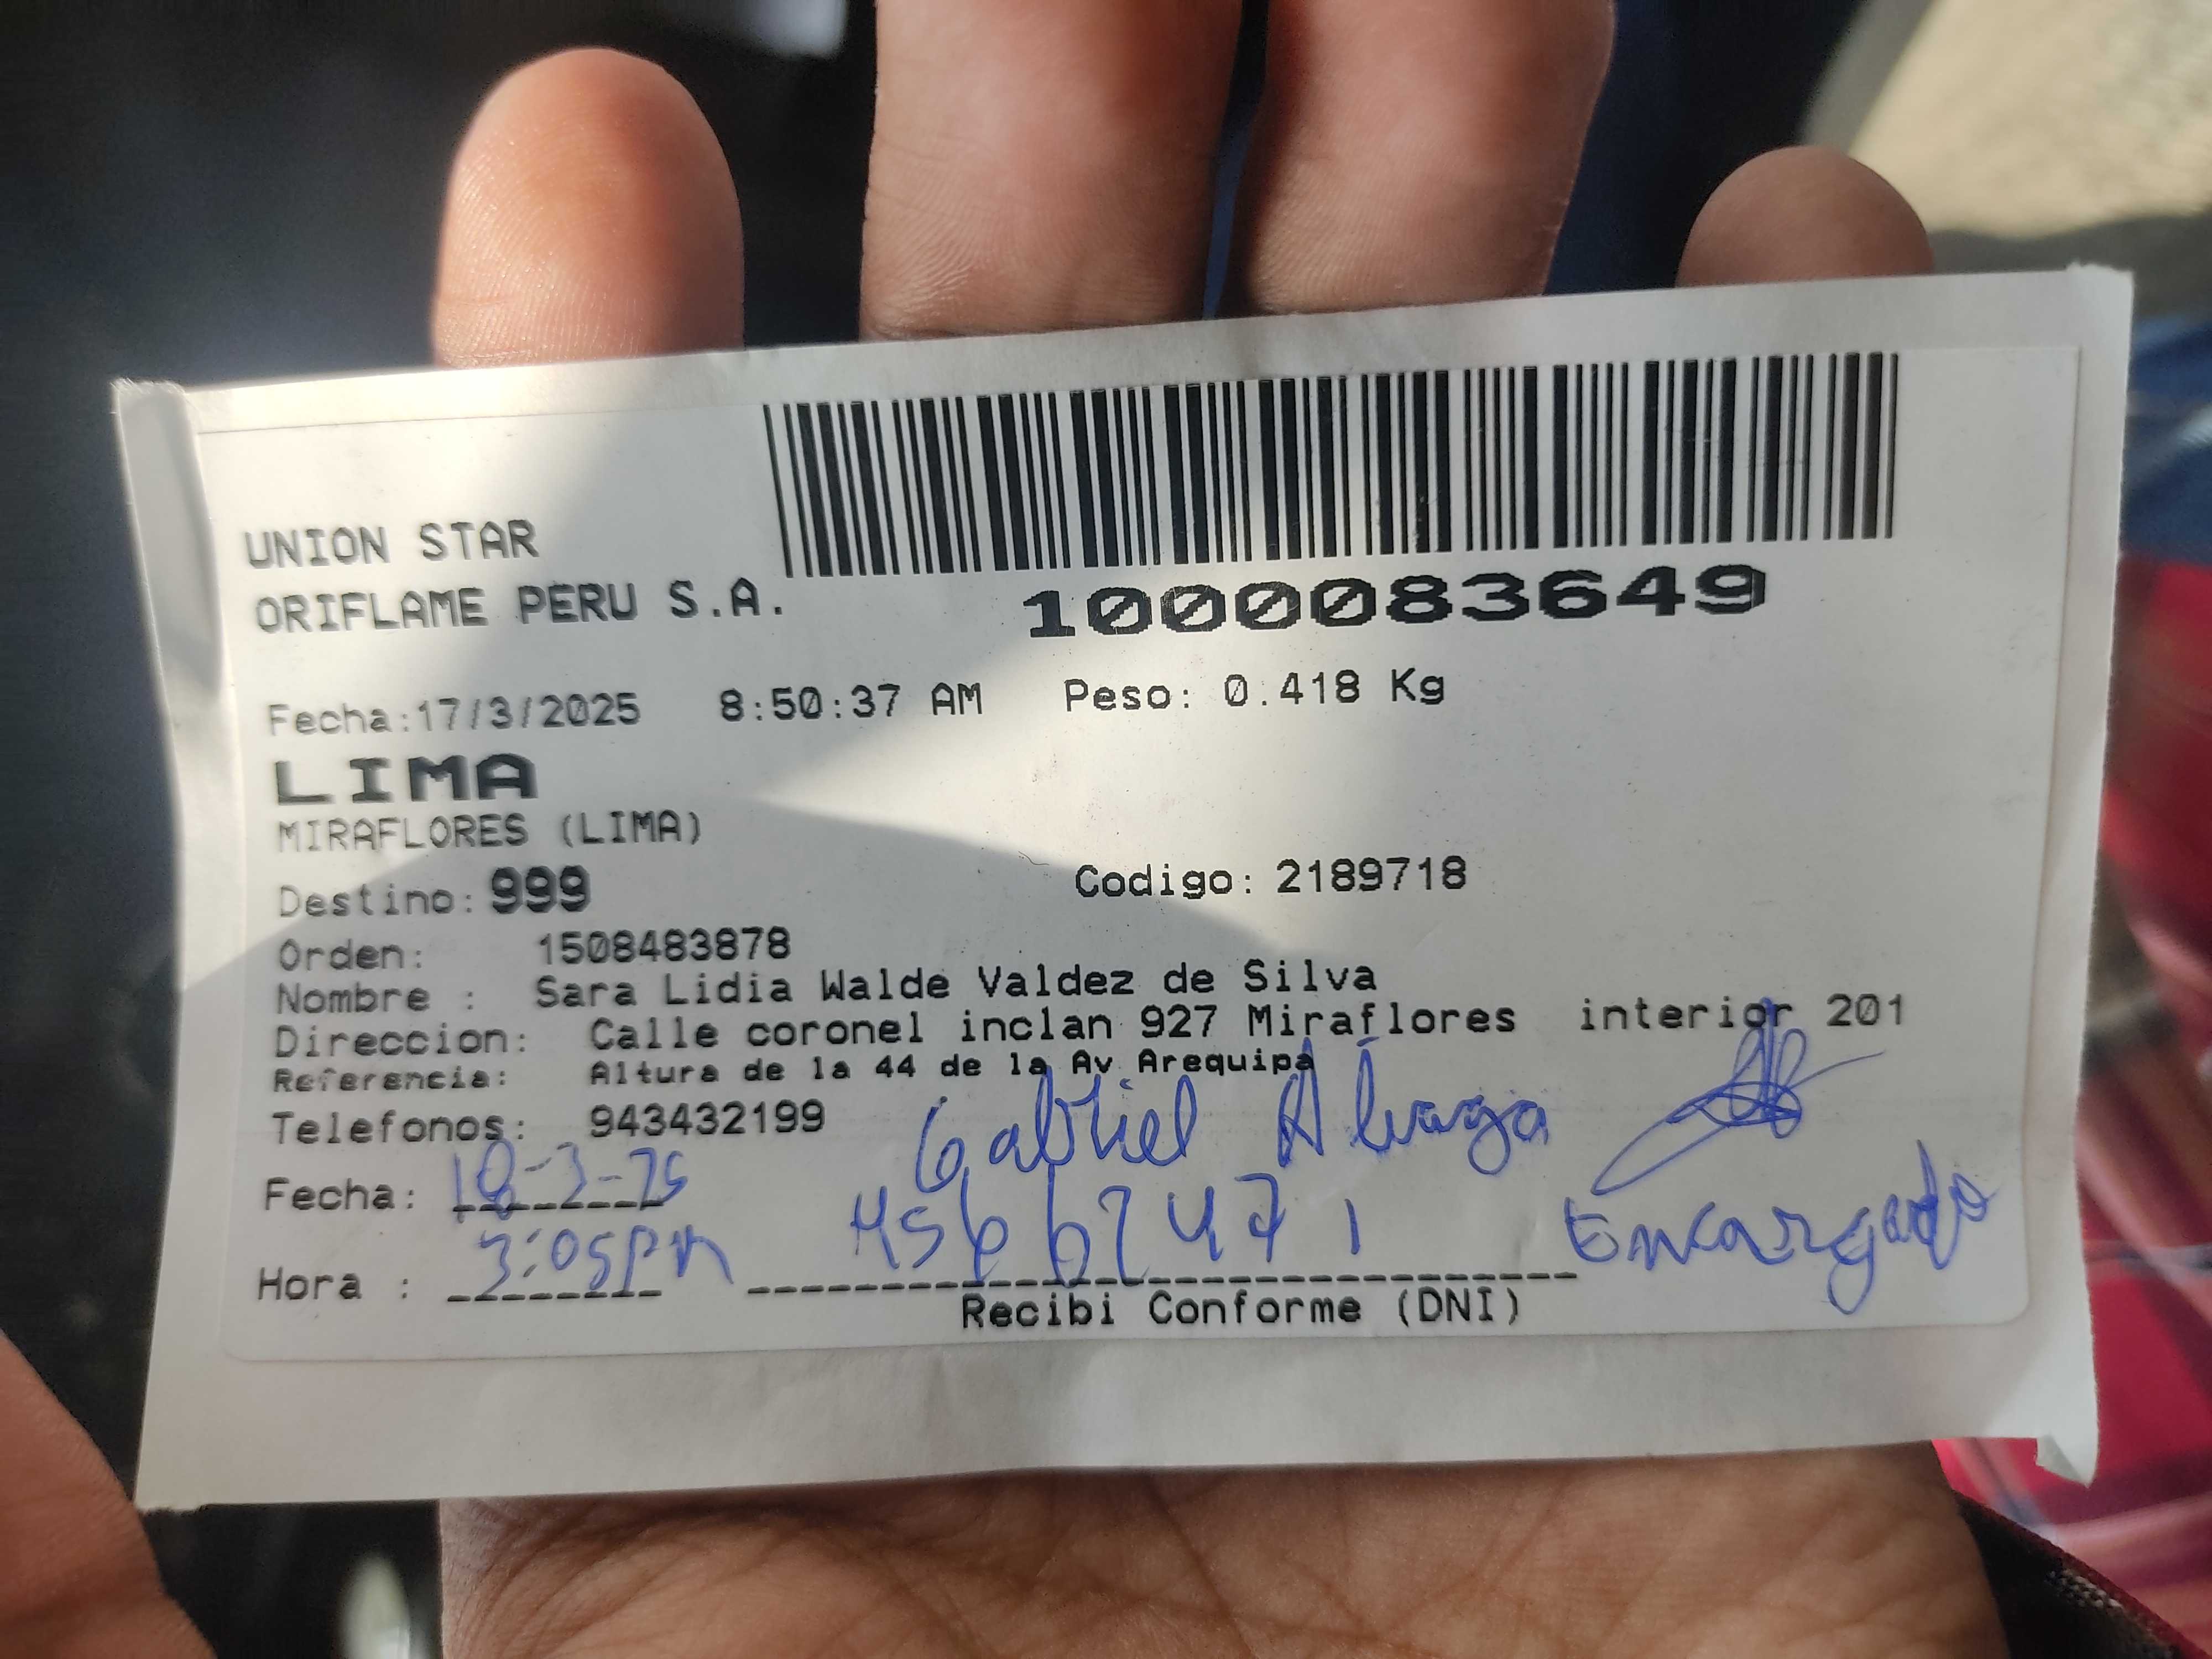 UNION STAR
ORIFLAME PERU S.A.
1000083649
Fecha:17/3/2025 8:50:37 AM Peso: 0.418 Kg
LIMA
MIRAFLORES (LIMA)
Destino: 999 Codigo: 2189718
Orden: 1508483878
Nombre : Sara Lidia Walde Valdez de Silva
Direccion: Calle coronel inclan 927 Miraflores interior 201
Referencia: Altura de la 44 de la Av Arequipa
Telefonos: 943432199
Gabriel
Fecha: 18-3-25
Encargado
Hora : 3:05pm
Recibi Conforme (DNI)